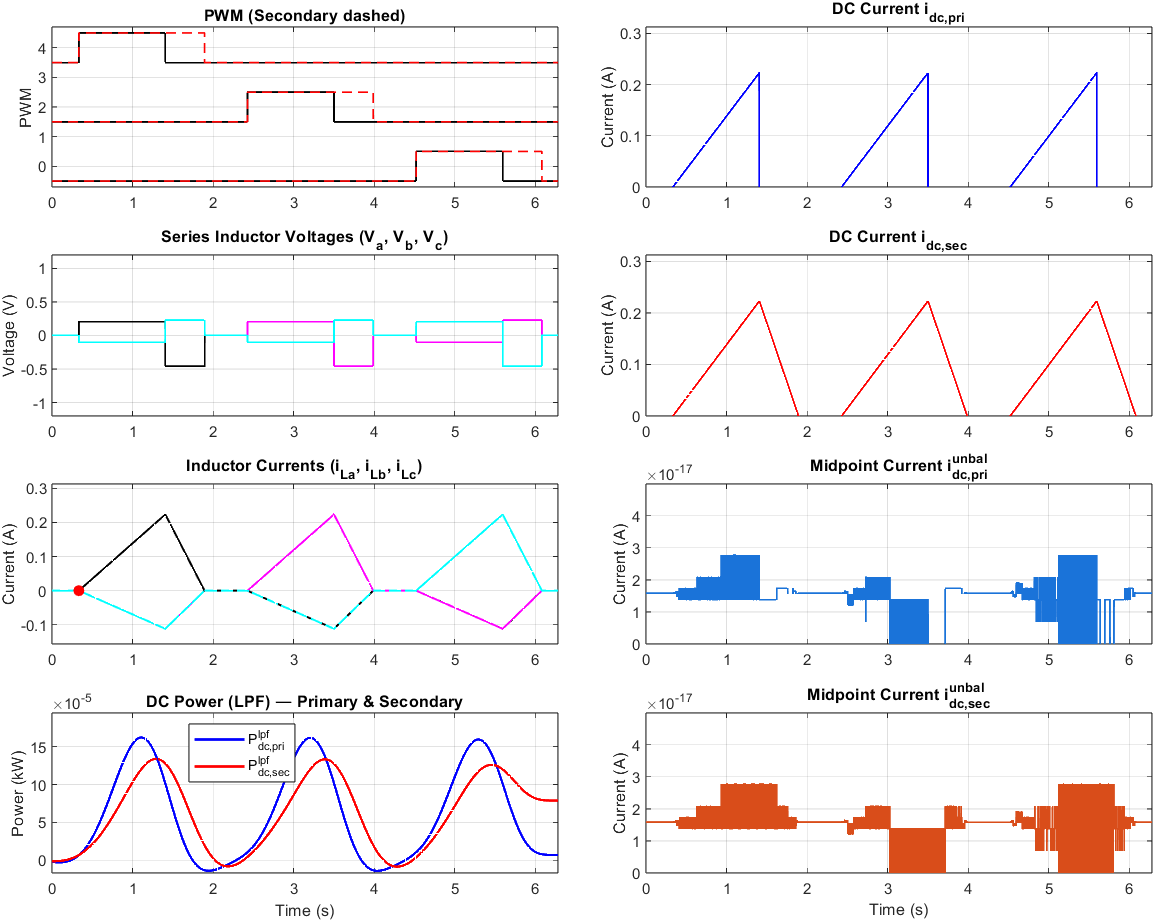 PWM (Secondary dashed)
PWM
4
3
2
1
0
0 1 2 3 4 5 6
DC Current i_dc,pri
Current (A)
0.3
0.2
0.1
0
0 1 2 3 4 5 6
Series Inductor Voltages (V_a, V_b, V_c)
Voltage (V)
1
0.5
0
-0.5
-1
0 1 2 3 4 5 6
DC Current i_dc,sec
Current (A)
0.3
0.2
0.1
0
0 1 2 3 4 5 6
Inductor Currents (i_La, i_Lb, i_Lc)
Current (A)
0.3
0.2
0.1
0
-0.1
0 1 2 3 4 5 6
Midpoint Current i_dc,pri^unbal
×10^-17
Current (A)
4
3
2
1
0
0 1 2 3 4 5 6
DC Power (LPF) — Primary & Secondary
×10^-5
Power (kW)
15
10
5
0
P_dc,pri^lpf
P_dc,sec^lpf
0 1 2 3 4 5 6
Time (s)
Midpoint Current i_dc,sec^unbal
×10^-17
Current (A)
4
3
2
1
0
0 1 2 3 4 5 6
Time (s)